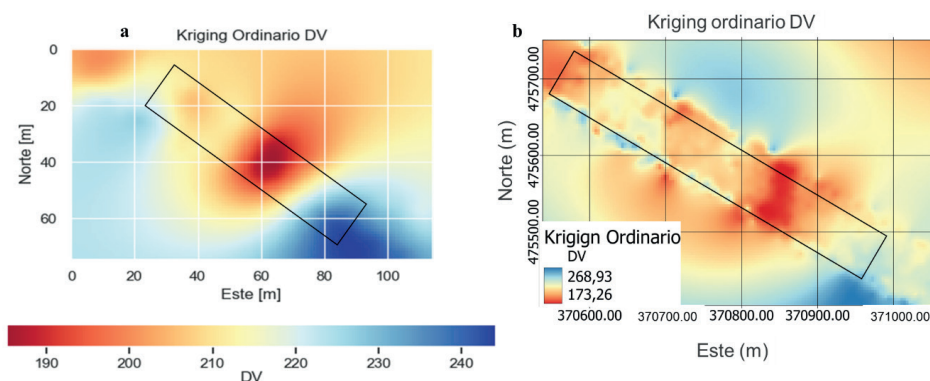 a
Kriging Ordinario DV
0
20
40
60
Norte [m]
0 20 40 60 80 100
Este [m]
190 200 210 220 230 240
DV
b
Kriging ordinario DV
475700.00
475600.00
475500.00
Norte (m)
Krigign Ordinario
DV
268,93
173,26
370600.00 370700.00 370800.00 370900.00 371000.00
Este (m)